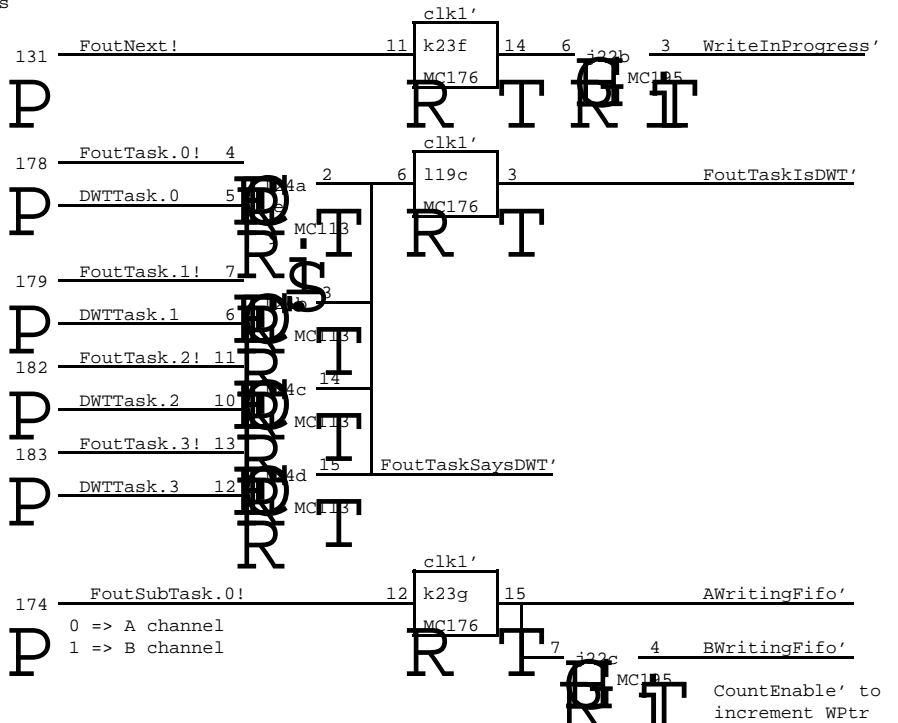 s
clk1'
131 FoutNext! 11 k23f 14 6 3 WriteInProgress'
MC176
P R T G R T
178 FoutTask.0! 4
clk1'
2 6 l19c 3 FoutTaskIsDWT'
P DWTTask.0 5
MC113 MC176
R T R T
179 FoutTask.1! 7
S
3
P DWTTask.1 6
MC113
R T
182 FoutTask.2! 11
14
P DWTTask.2 10
MC113
R T
183 FoutTask.3! 13
15 FoutTaskSaysDWT'
P DWTTask.3 12
MC113
R T
clk1'
174 FoutSubTask.0! 12 k23g 15 AWritingFifo'
0 => A channel
MC176
P 1 => B channel R T 7 4 BWritingFifo'
G R T
CountEnable' to
increment WPtr